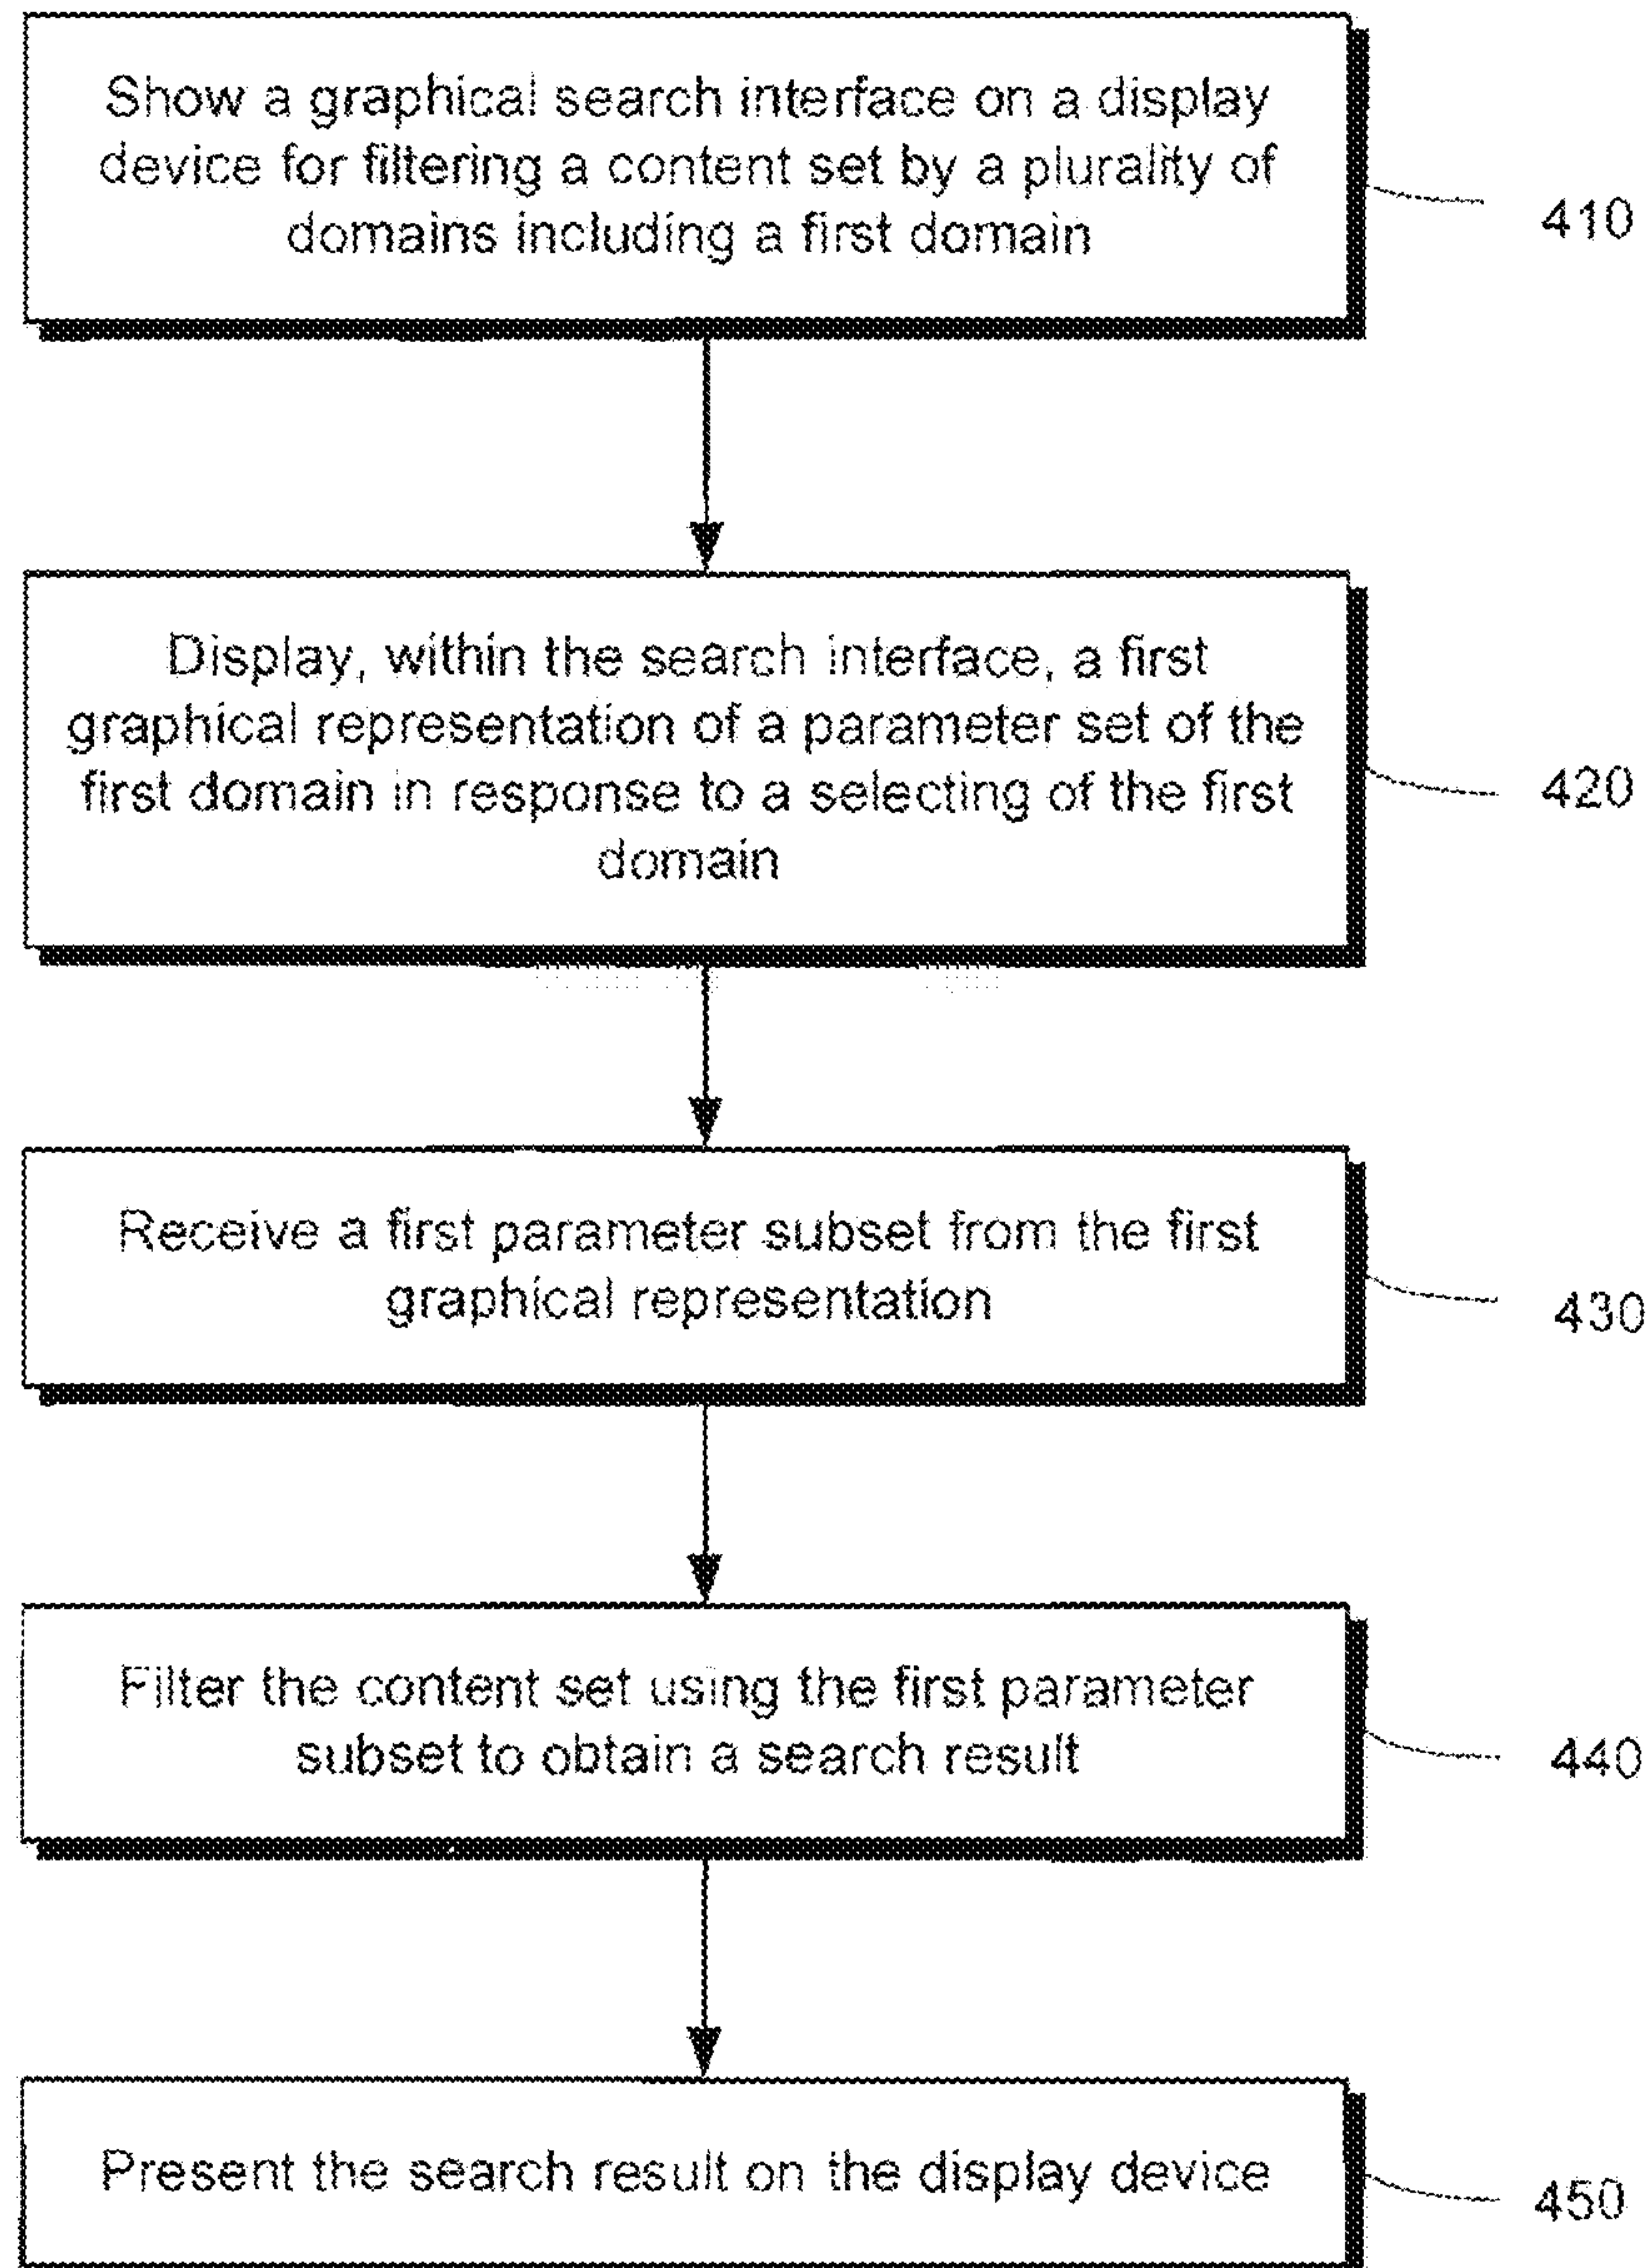 Show a graphical search interface on a display
device for filtering a content set by a plurality of
domains including a first domain
410
Display, within the search interface, a first
graphical representation of a parameter set of the
first domain in response to a selecting of the first
domain
420
Receive a first parameter subset from the first
graphical representation
430
Filter the content set using the first parameter
subset to obtain a search result
440
Present the search result on the display device
450